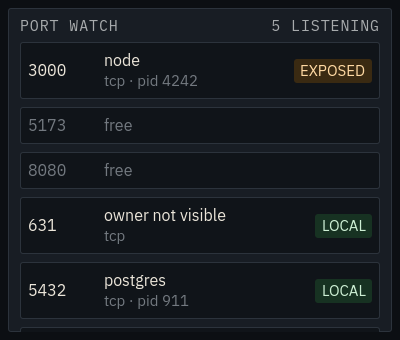 PORT WATCH 5 LISTENING
3000 node EXPOSED
tcp · pid 4242
5173 free
8080 free
631 owner not visible LOCAL
tcp
5432 postgres LOCAL
tcp · pid 911